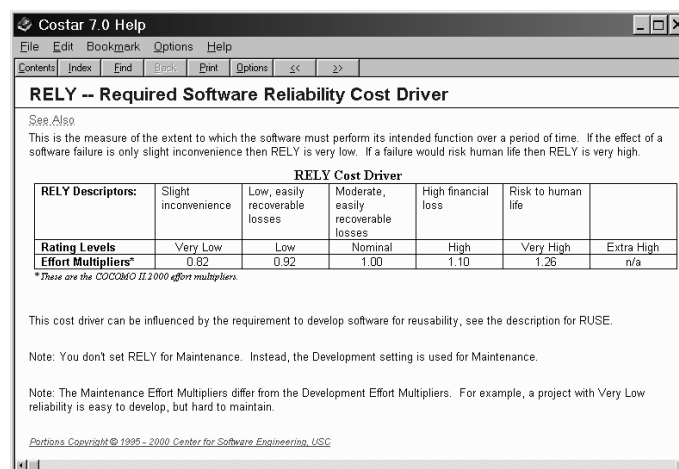 Costar 7.0 Help
File Edit Bookmark Options Help
Contents Index Find Back Print Options << >>
RELY -- Required Software Reliability Cost Driver
See Also
This is the measure of the extent to which the software must perform its intended function over a period of time. If the effect of a
software failure is only slight inconvenience then RELY is very low. If a failure would risk human life then RELY is very high.
RELY Cost Driver
RELY Descriptors: Slight inconvenience Low, easily recoverable losses Moderate, easily recoverable losses High financial loss Risk to human life
Rating Levels Very Low Low Nominal High Very High Extra High
Effort Multipliers* 0.82 0.92 1.00 1.10 1.26 n/a
*These are the COCOMO II.2000 effort multipliers.
This cost driver can be influenced by the requirement to develop software for reusability, see the description for RUSE.
Note: You don't set RELY for Maintenance. Instead, the Development setting is used for Maintenance.
Note: The Maintenance Effort Multipliers differ from the Development Effort Multipliers. For example, a project with Very Low
reliability is easy to develop, but hard to maintain.
Portions Copyright © 1995 - 2000 Center for Software Engineering, USC